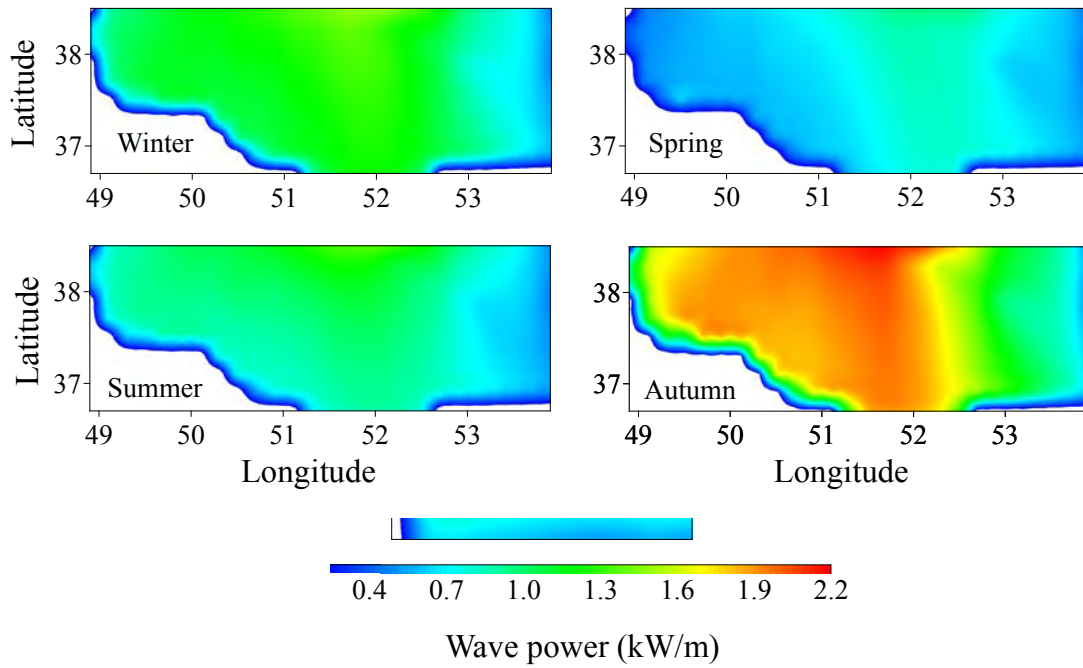 Latitude
38
37
Winter
49 50 51 52 53
38
37
Spring
49 50 51 52 53
Latitude
38
37
Summer
49 50 51 52 53
Longitude
38
37
Autumn
49 50 51 52 53
Longitude
0.4 0.7 1.0 1.3 1.6 1.9 2.2
Wave power (kW/m)